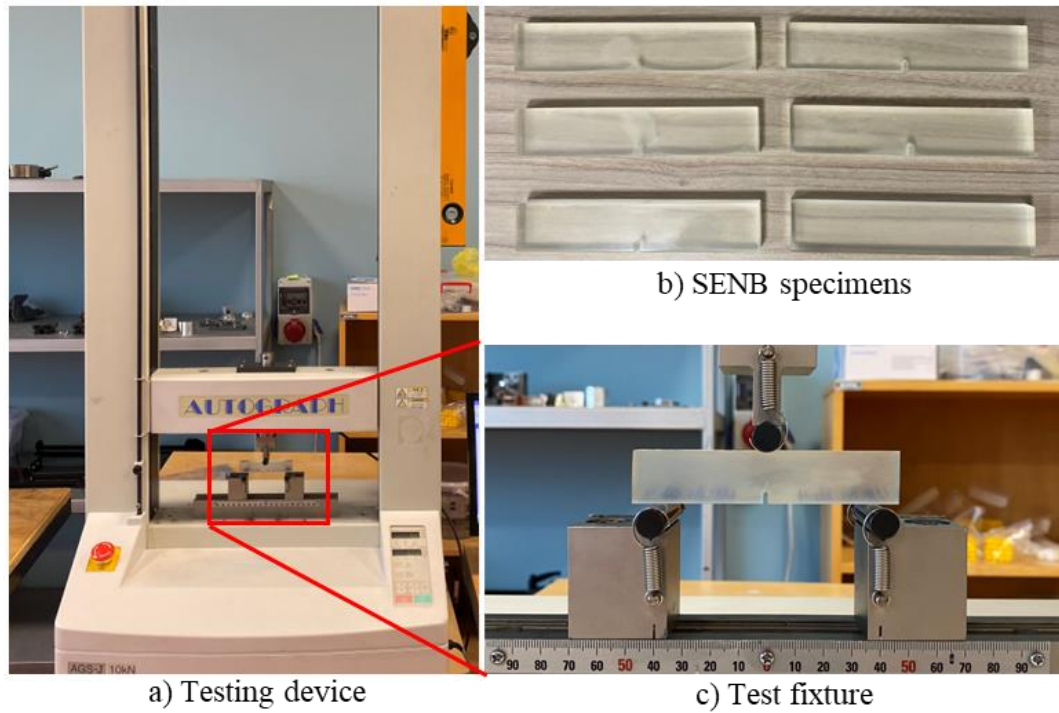 AUTOGRAPH
AGS-J 10kN
a) Testing device
b) SENB specimens
90 80 70 60 50 40 30 20 10 0 10 20 30 40 50 60 70 80 90
c) Test fixture